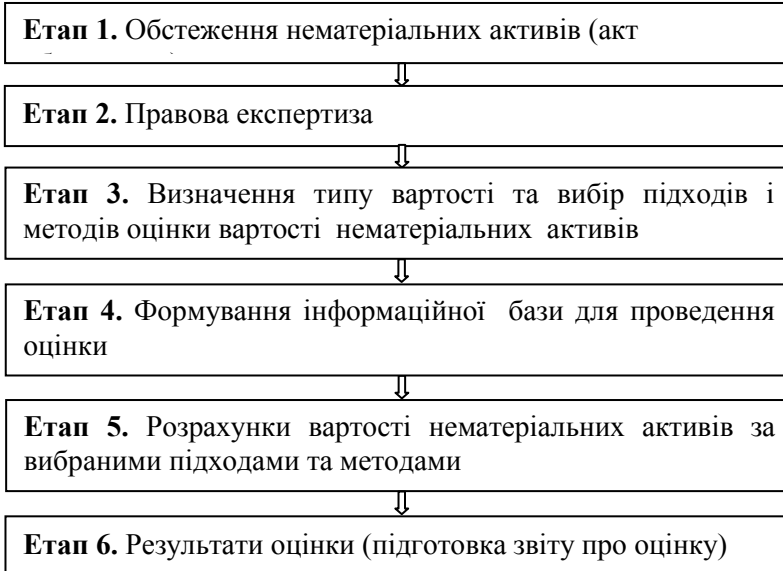 Етап 1. Обстеження нематеріальних активів (акт
Етап 2. Правова експертиза
Етап 3. Визначення типу вартості та вибір підходів і
методів оцінки вартості нематеріальних активів
Етап 4. Формування інформаційної бази для проведення
оцінки
Етап 5. Розрахунки вартості нематеріальних активів за
вибраними підходами та методами
Етап 6. Результати оцінки (підготовка звіту про оцінку)